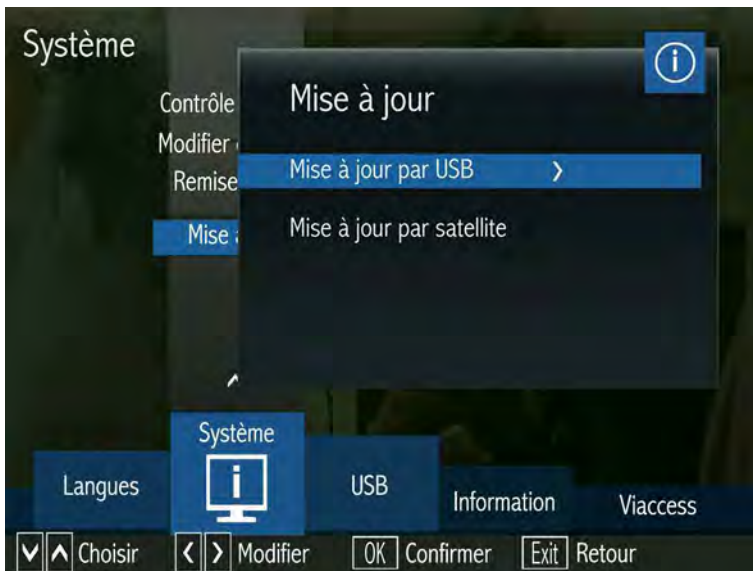 Système
Mise à jour
Contrôle
Modifier
Remise
Mise à
Mise à jour par USB >
Mise à jour par satellite
Système
Langues
USB
Information
Viaccess
Choisir
< > Modifier
OK Confirmer
Exit Retour